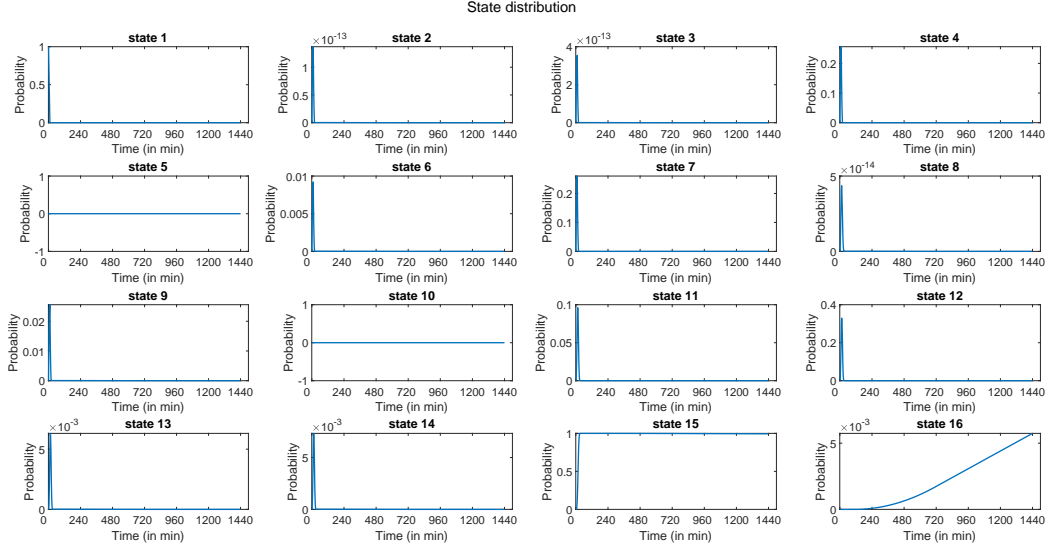 State distribution
state 1
Probability
1
0.5
0
0 240 480 720 960 1200 1440
Time (in min)
state 2
×10^-13
Probability
1
0.5
0
0 240 480 720 960 1200 1440
Time (in min)
state 3
×10^-13
Probability
4
2
0
0 240 480 720 960 1200 1440
Time (in min)
state 4
Probability
0.2
0.1
0
0 240 480 720 960 1200 1440
Time (in min)
state 5
Probability
1
0
-1
0 240 480 720 960 1200 1440
Time (in min)
state 6
Probability
0.01
0.005
0
0 240 480 720 960 1200 1440
Time (in min)
state 7
Probability
0.2
0.1
0
0 240 480 720 960 1200 1440
Time (in min)
state 8
×10^-14
Probability
5
0
0 240 480 720 960 1200 1440
Time (in min)
state 9
Probability
0.02
0.01
0
0 240 480 720 960 1200 1440
Time (in min)
state 10
Probability
1
0
-1
0 240 480 720 960 1200 1440
Time (in min)
state 11
Probability
0.1
0.05
0
0 240 480 720 960 1200 1440
Time (in min)
state 12
Probability
0.4
0.2
0
0 240 480 720 960 1200 1440
Time (in min)
state 13
×10^-3
Probability
5
0
0 240 480 720 960 1200 1440
Time (in min)
state 14
×10^-3
Probability
5
0
0 240 480 720 960 1200 1440
Time (in min)
state 15
Probability
1
0.5
0
0 240 480 720 960 1200 1440
Time (in min)
state 16
×10^-3
Probability
5
0
0 240 480 720 960 1200 1440
Time (in min)